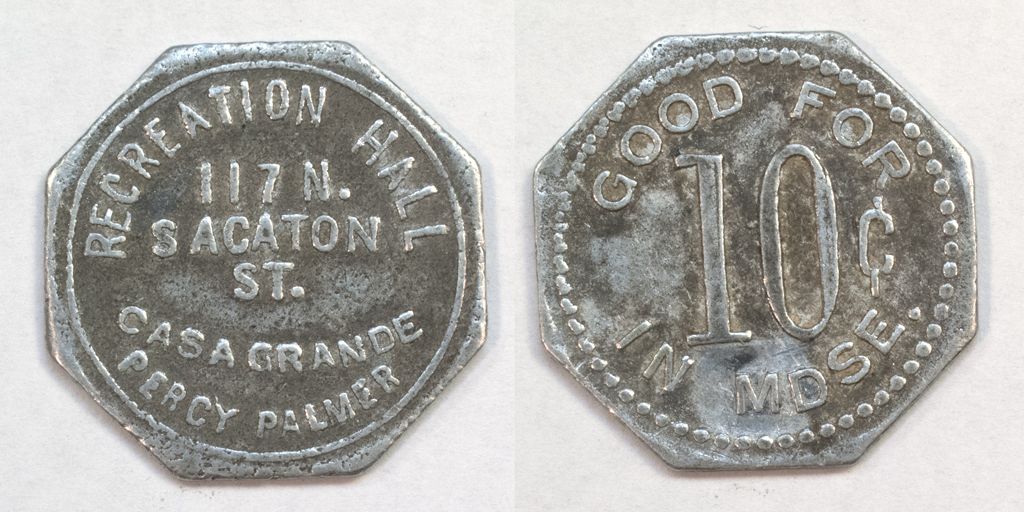 RECREATION HALL
117 N.
SACATON
ST.
CASA GRANDE
PERCY PALMER
GOOD FOR
10¢
IN MDSE.